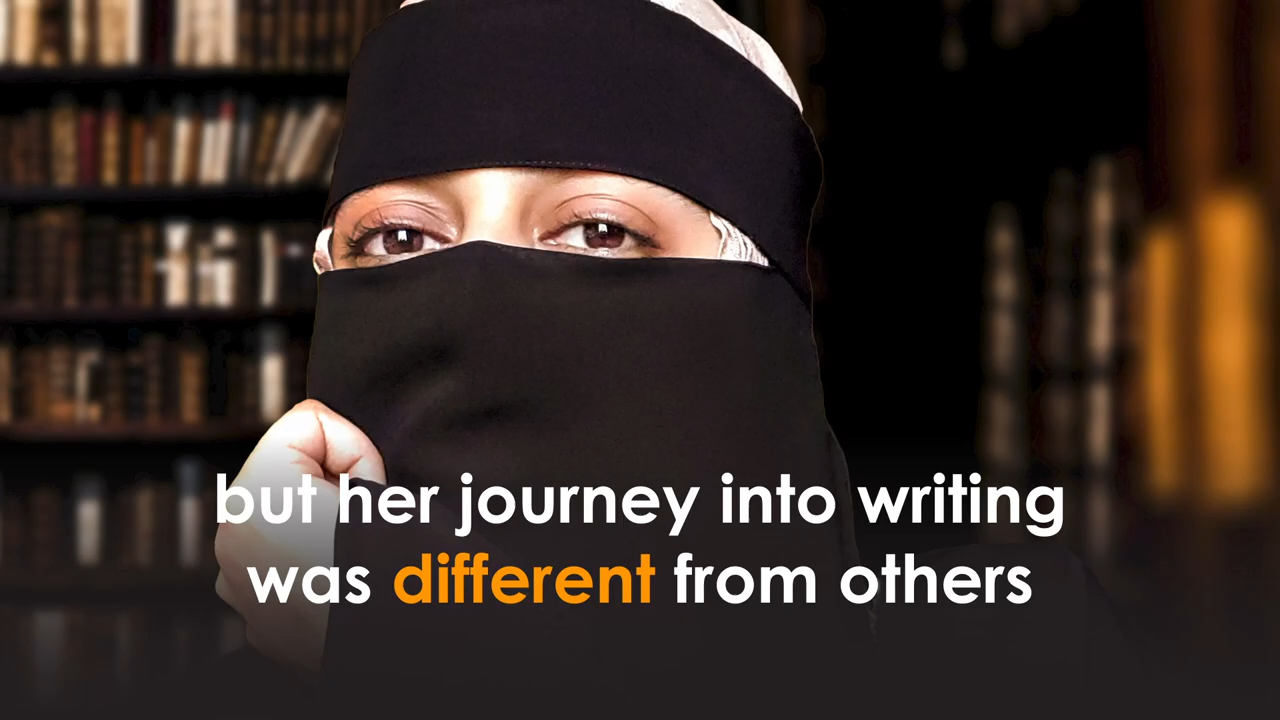 but her journey into writing
was different from others